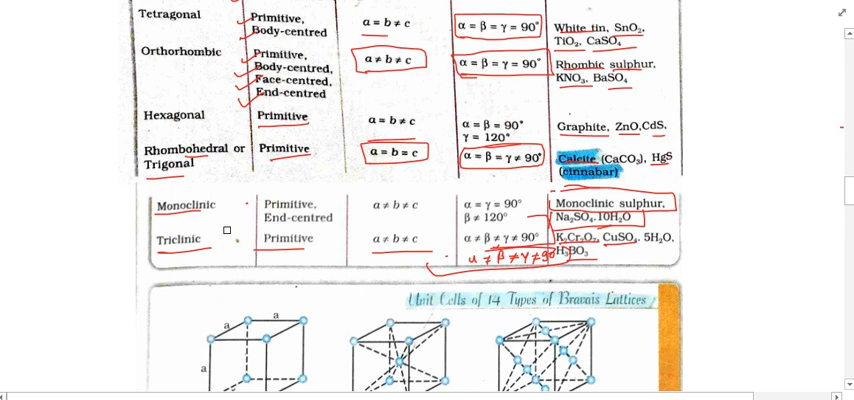 Tetragonal Primitive, a = b ≠ c α = β = γ = 90° White tin, SnO₂,
Body-centred TiO₂, CaSO₄
Orthorhombic Primitive, a ≠ b ≠ c α = β = γ = 90° Rhombic sulphur,
Body-centred, KNO₃, BaSO₄
Face-centred,
End-centred
Hexagonal Primitive a = b ≠ c α = β = 90° Graphite, ZnO,CdS,
γ = 120°
Rhombohedral or Primitive a = b = c α = β = γ ≠ 90° Calcite (CaCO₃), HgS
Trigonal (cinnabar)
Monoclinic Primitive, a ≠ b ≠ c α = γ = 90° Monoclinic sulphur,
End-centred β ≠ 120° Na₂SO₄.10H₂O
Triclinic Primitive a ≠ b ≠ c α ≠ β ≠ γ ≠ 90° K₂Cr₂O₇, CuSO₄. 5H₂O,
H₃BO₃
α ≠ β ≠ γ ≠ 90°
Unit Cells of 14 Types of Bravais Lattices
a
a
a